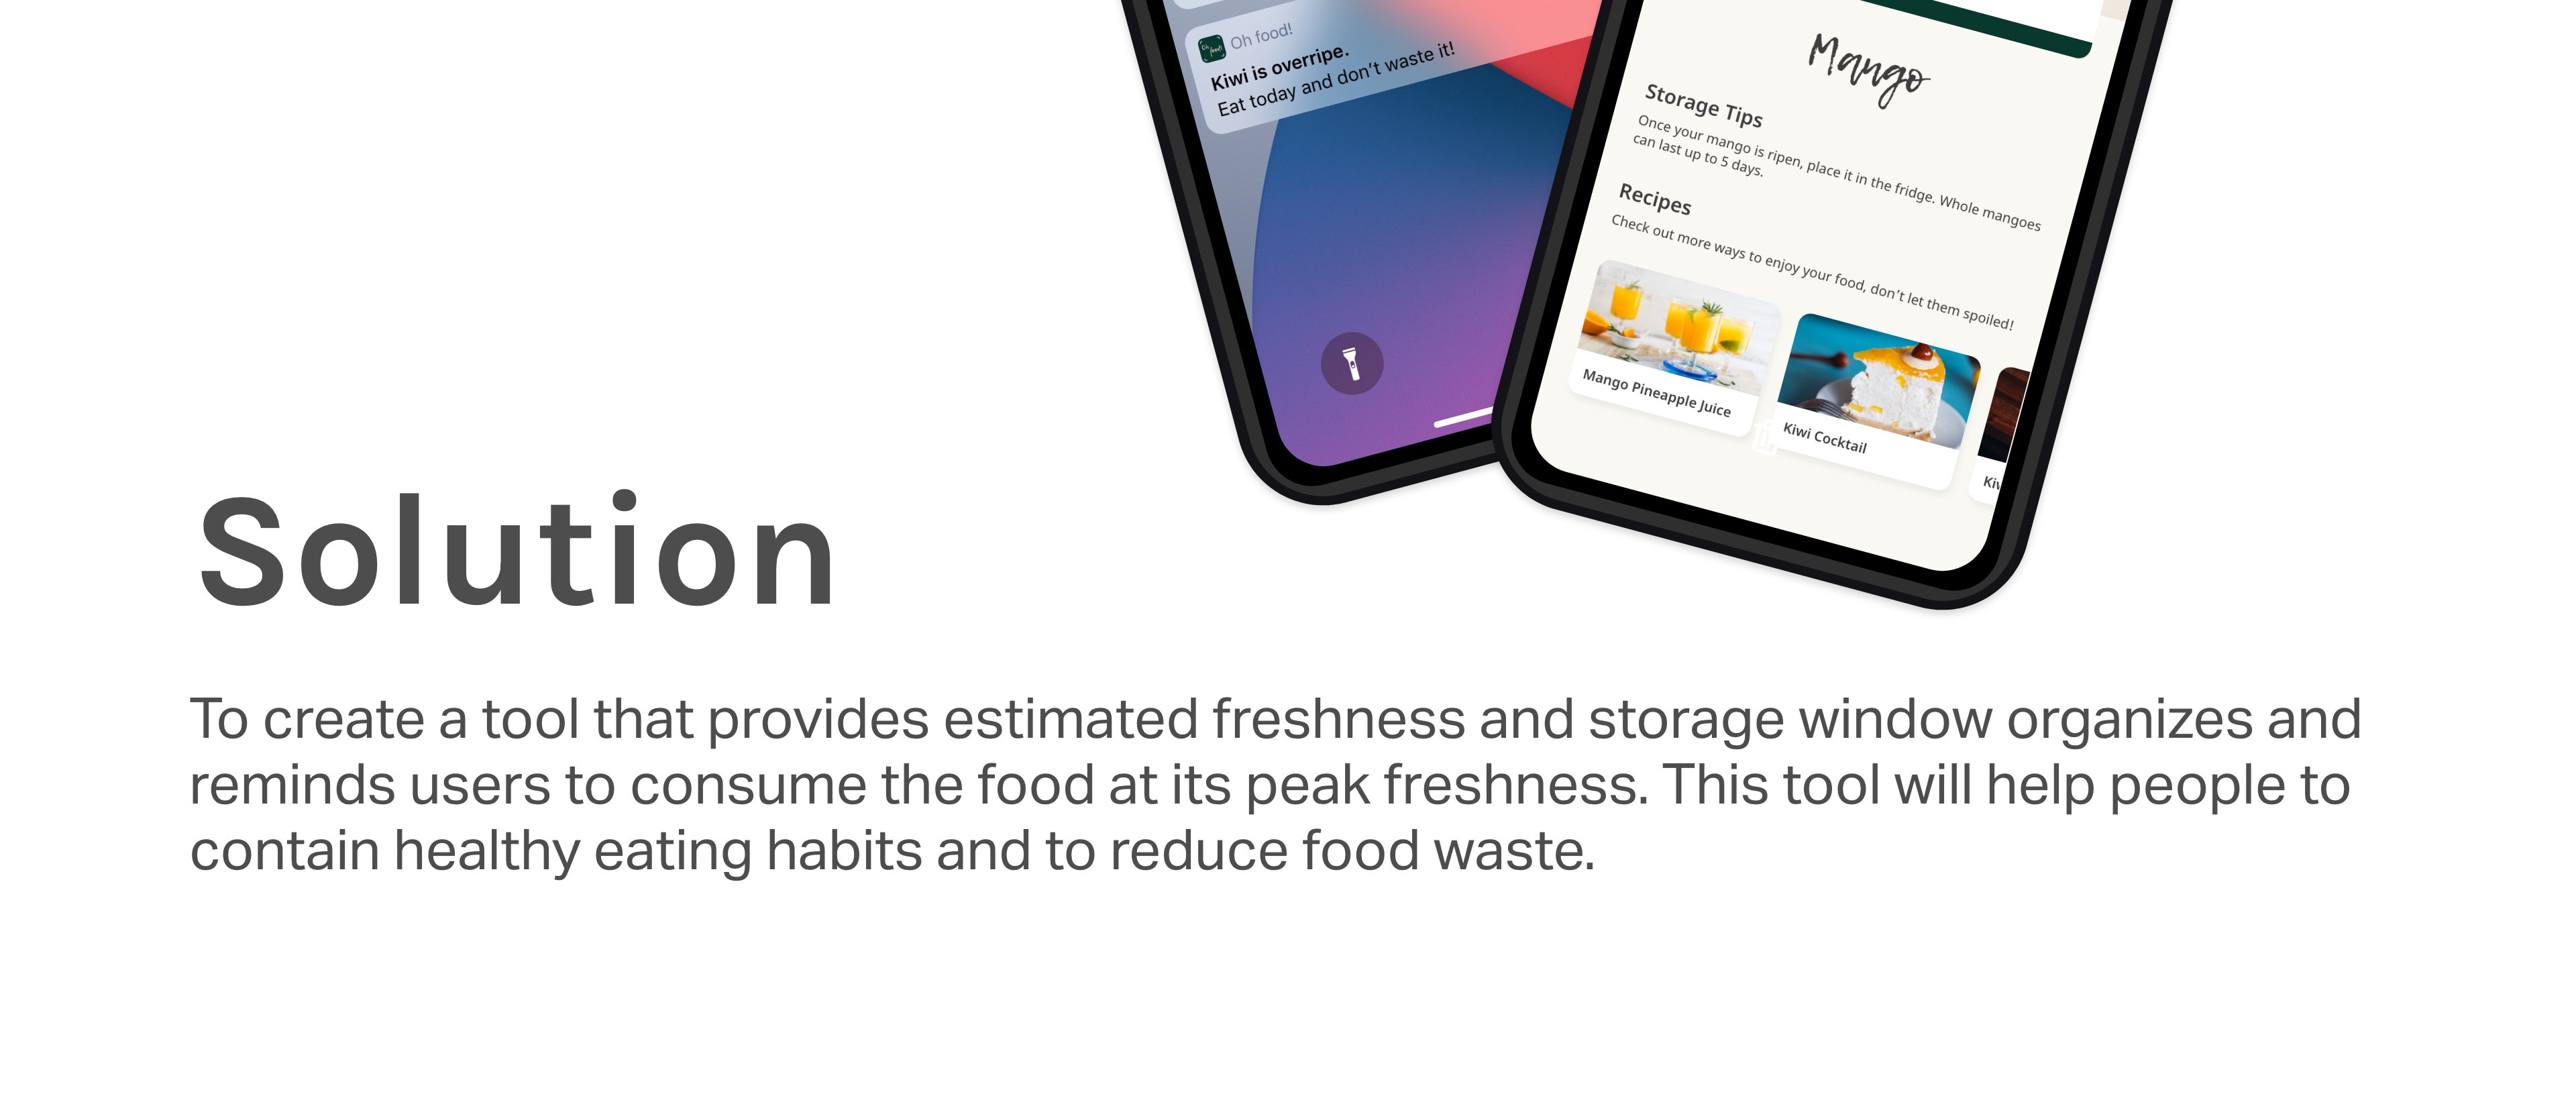 Oh food!
Kiwi is overripe.
Eat today and don't waste it!
Mango
Storage Tips
Once your mango is ripen, place it in the fridge. Whole mangoes
can last up to 5 days.
Recipes
Check out more ways to enjoy your food, don't let them spoiled!
Mango Pineapple Juice
Kiwi Cocktail
Solution
To create a tool that provides estimated freshness and storage window organizes and
reminds users to consume the food at its peak freshness. This tool will help people to
contain healthy eating habits and to reduce food waste.